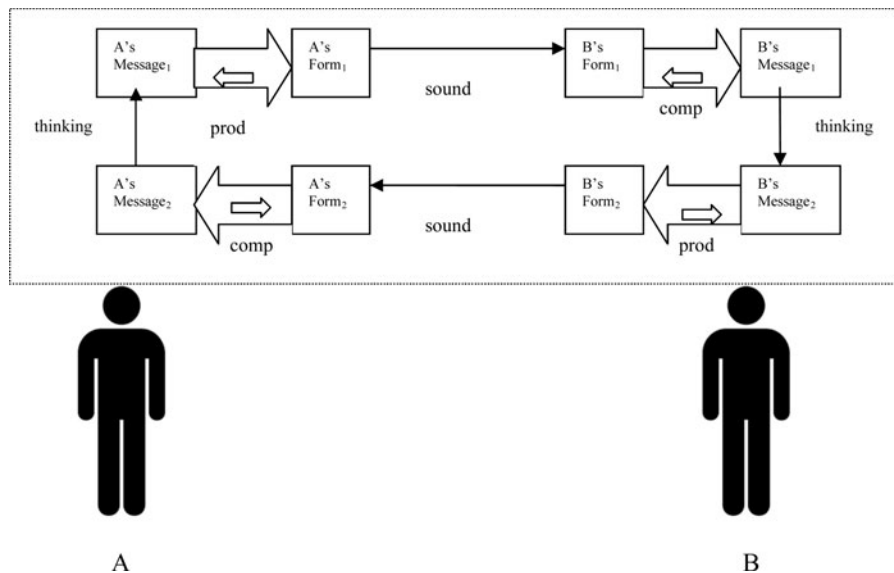 A's Message₁
A's Form₁
B's Form₁
B's Message₁
sound
thinking
prod
comp
thinking
A's Message₂
A's Form₂
B's Form₂
B's Message₂
comp
sound
prod
A
B